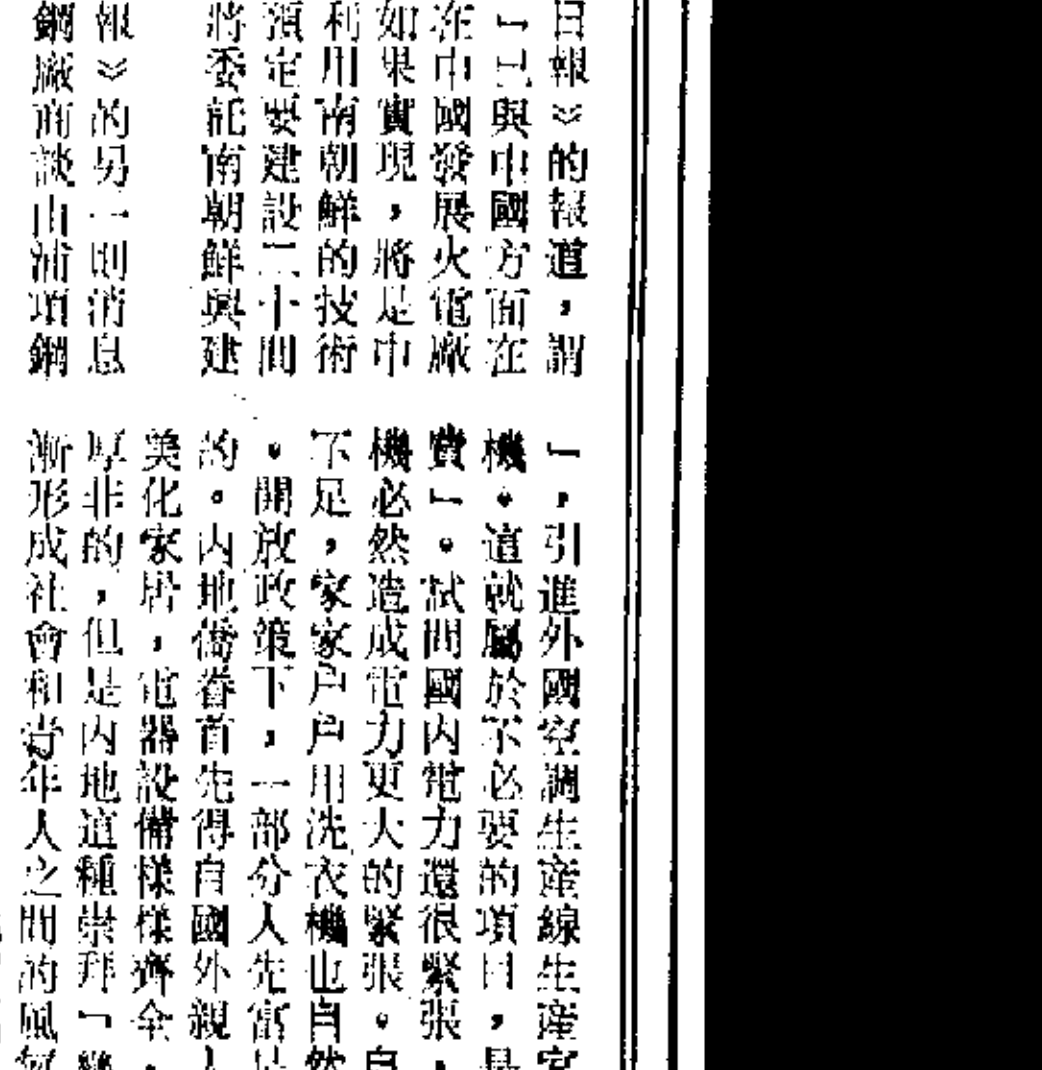 日報》的報道，謂
」已與中國方面在
在中國發展火電廠
如果實現，將是中
利用南朝鮮的技術
預定要建設二十間
將委託南朝鮮興建
報》的另一則消息
鋼廠商談由浦項鋼
」，引進外國空調生產線生產
機。這就屬於不必要的項目，是
費」。試問國內電力還很緊張，
機必然造成電力更大的緊張。自
不足，家家戶戶用洗衣機也自然
。開放政策下，一部分人先富是
的。內地僑眷首先得自國外親人
美化家居，電器設備樣樣齊全，
厚非的，但是內地這種崇拜「
漸形成社會和青年人之間的風氣